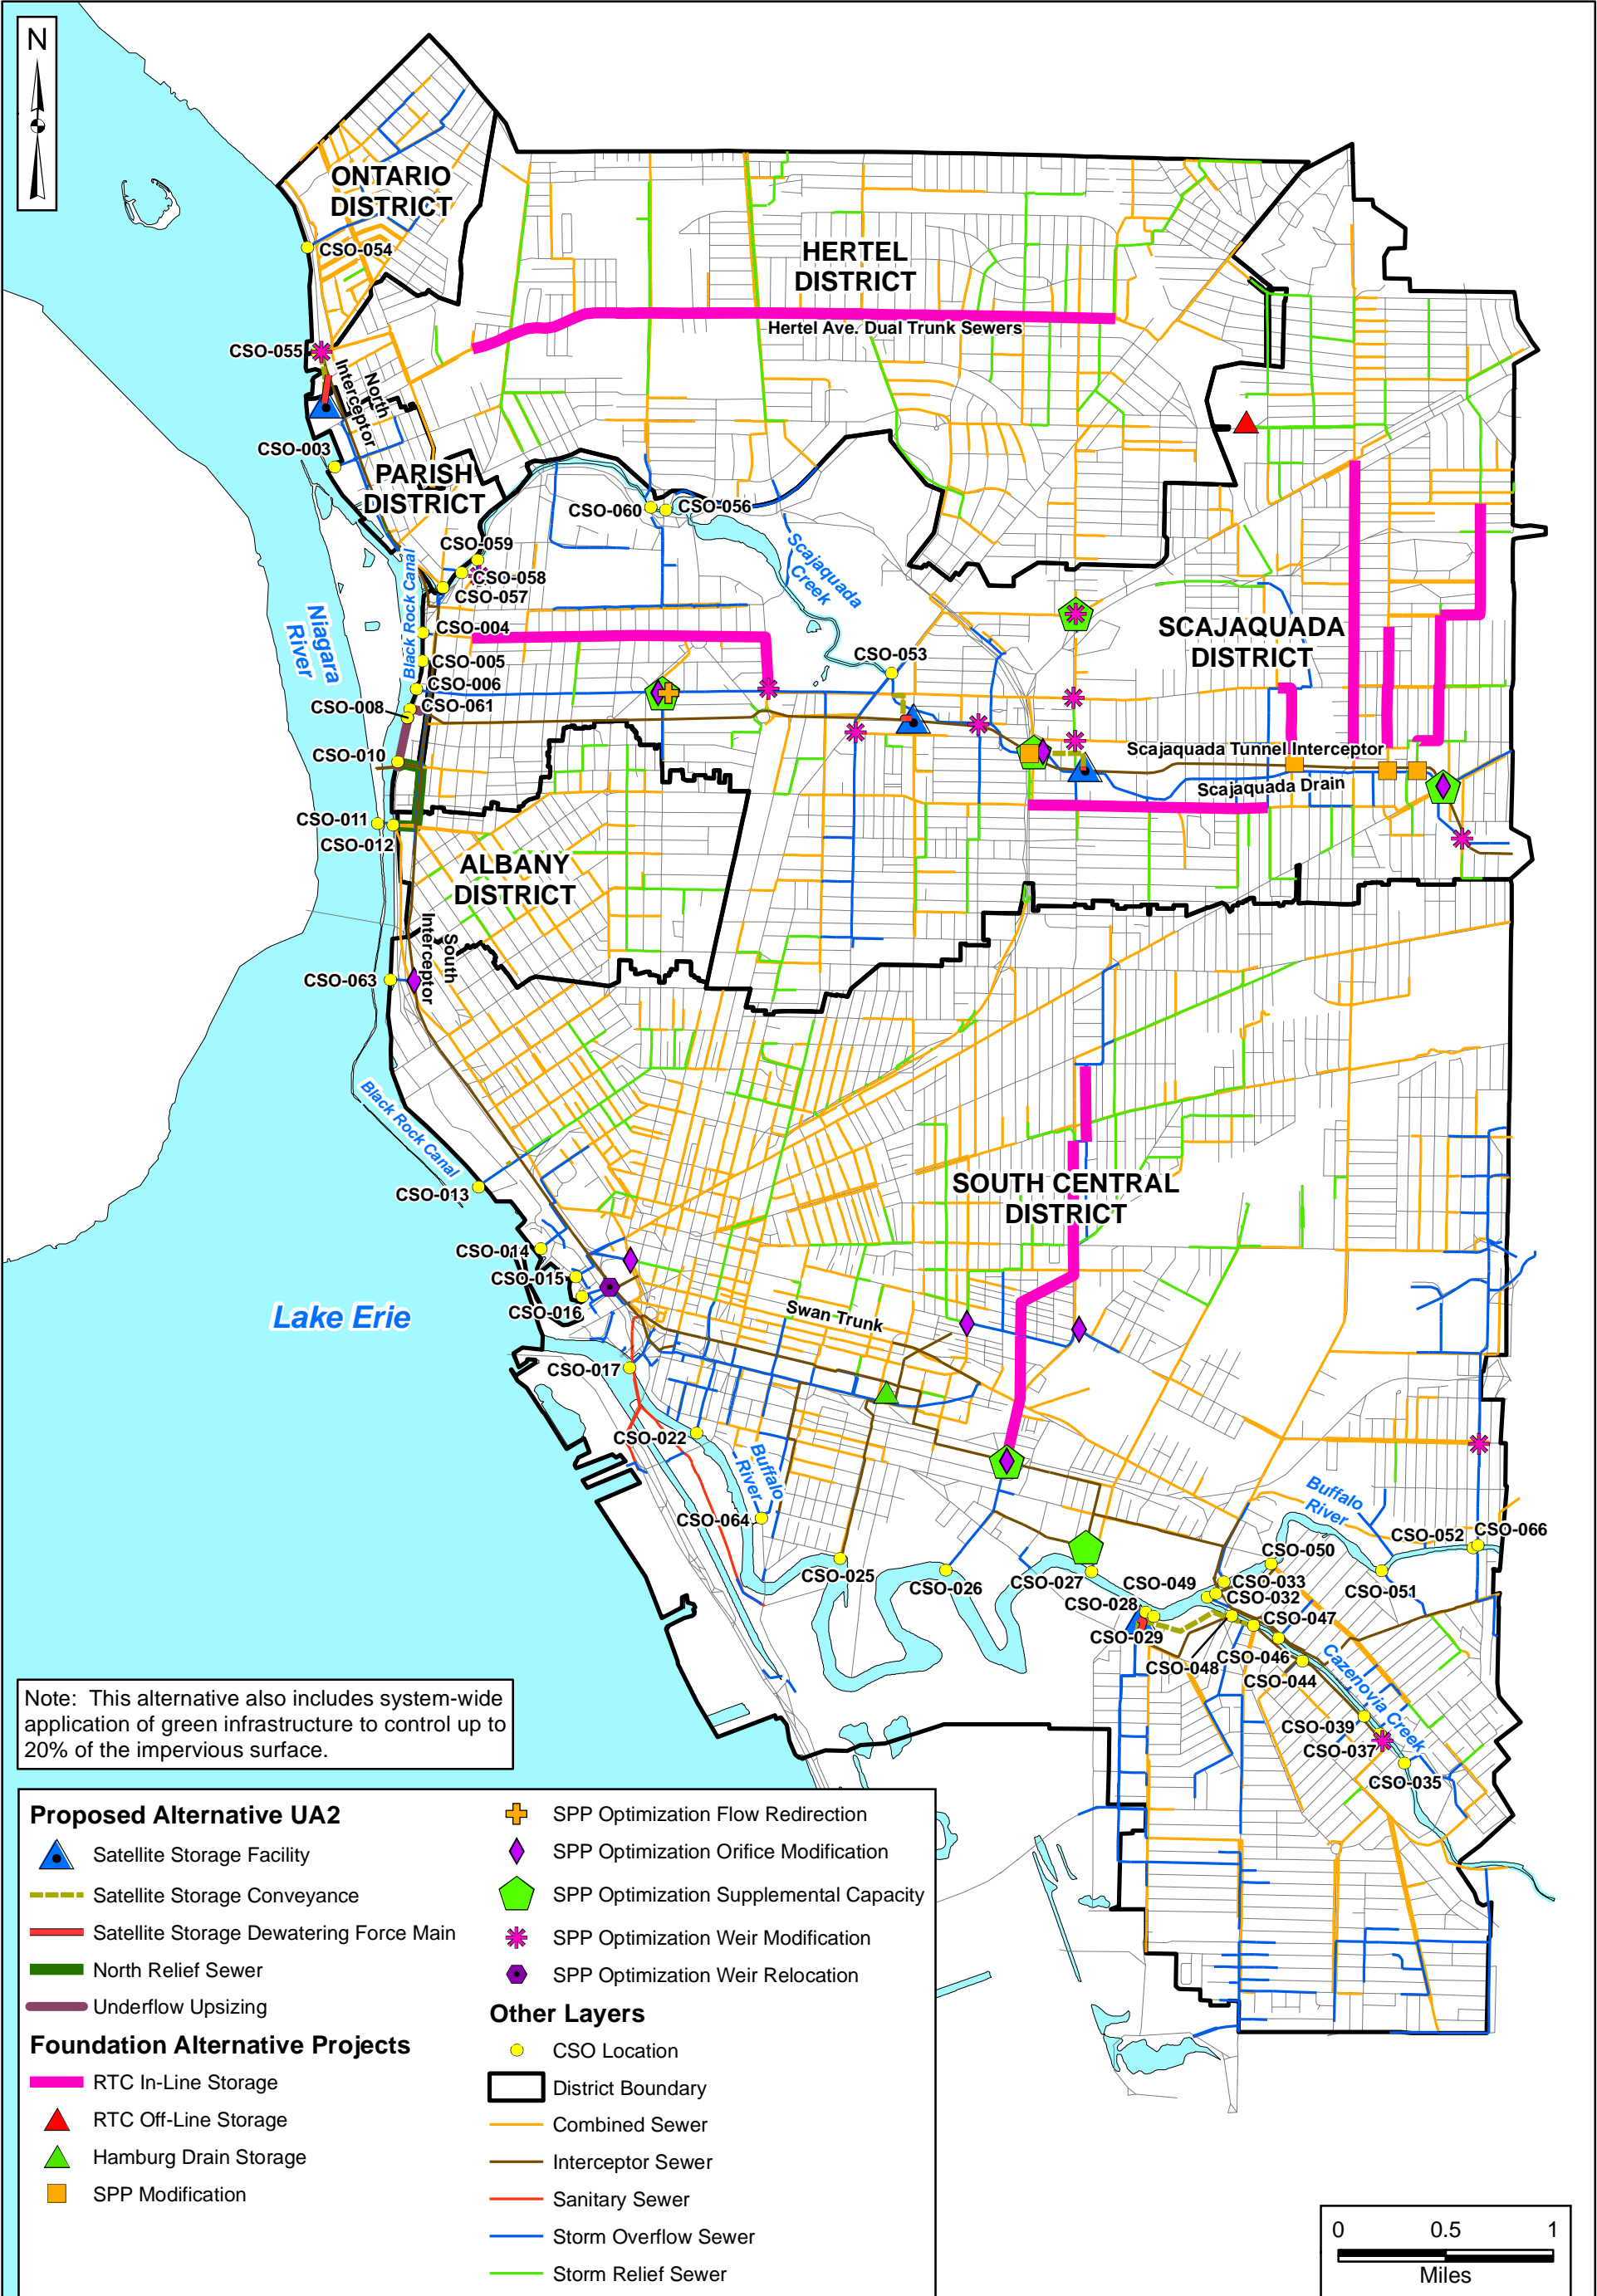 N
ONTARIO
DISTRICT
CSO-054
HERTEL
DISTRICT
Hertel Ave. Dual Trunk Sewers
CSO-055
North
Interceptor
CSO-003
PARISH
DISTRICT
CSO-060
CSO-056
CSO-059
CSO-058
CSO-057
Scajaquada
Creek
Black Rock Canal
Niagara
River
CSO-004
CSO-005
CSO-006
CSO-061
CSO-008
CSO-010
CSO-053
SCAJAQUADA
DISTRICT
Scajaquada Tunnel Interceptor
Scajaquada Drain
CSO-011
CSO-012
ALBANY
DISTRICT
South
Interceptor
CSO-063
Black Rock Canal
CSO-013
SOUTH CENTRAL
DISTRICT
CSO-014
CSO-015
CSO-016
Lake Erie
Swan Trunk
CSO-017
CSO-022
Buffalo
River
CSO-064
CSO-025
CSO-026
CSO-027
Buffalo
River
CSO-052
CSO-066
CSO-050
CSO-051
CSO-049
CSO-033
CSO-032
CSO-028
CSO-047
CSO-029
CSO-046
CSO-048
CSO-044
Cazenovia Creek
CSO-039
CSO-037
CSO-035
Note: This alternative also includes system-wide
application of green infrastructure to control up to
20% of the impervious surface.
Proposed Alternative UA2
Satellite Storage Facility
Satellite Storage Conveyance
Satellite Storage Dewatering Force Main
North Relief Sewer
Underflow Upsizing
Foundation Alternative Projects
RTC In-Line Storage
RTC Off-Line Storage
Hamburg Drain Storage
SPP Modification
SPP Optimization Flow Redirection
SPP Optimization Orifice Modification
SPP Optimization Supplemental Capacity
SPP Optimization Weir Modification
SPP Optimization Weir Relocation
Other Layers
CSO Location
District Boundary
Combined Sewer
Interceptor Sewer
Sanitary Sewer
Storm Overflow Sewer
Storm Relief Sewer
0 0.5 1
Miles